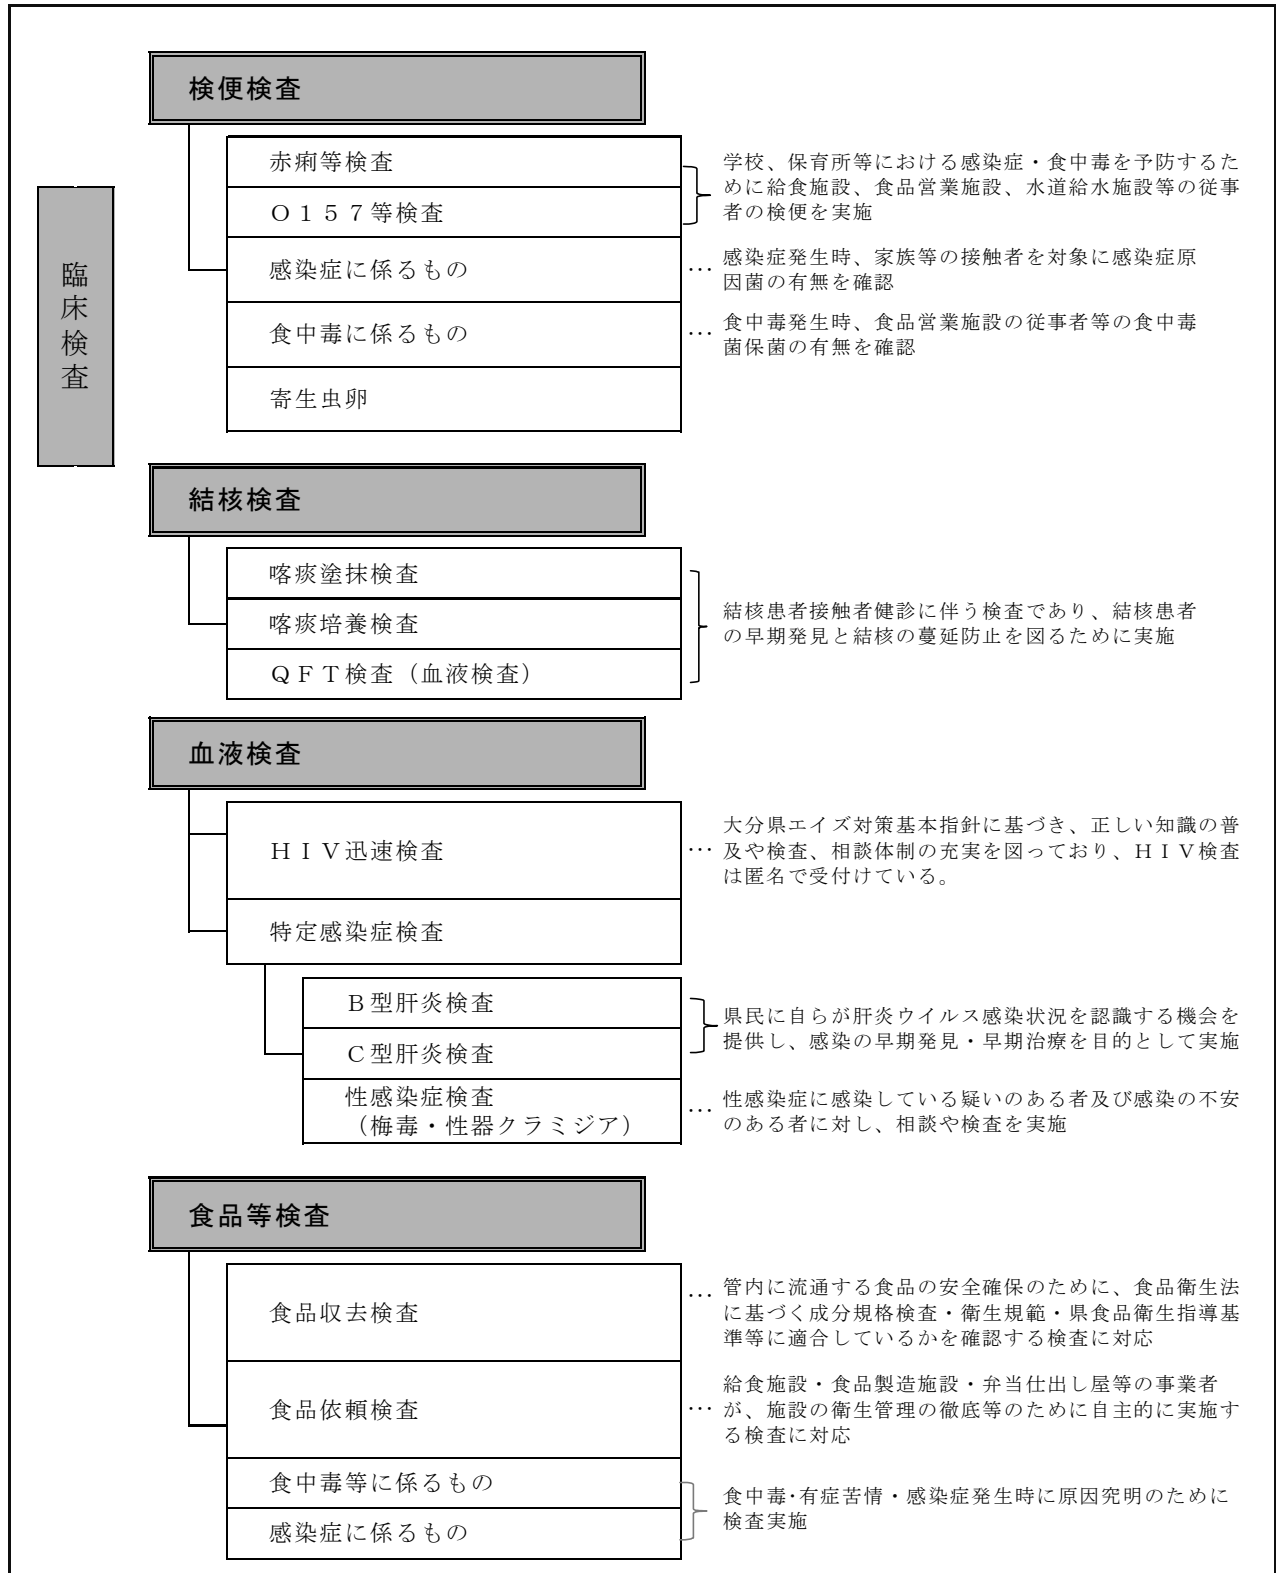 臨床検査
検便検査
赤痢等検査
Ｏ１５７等検査
学校、保育所等における感染症・食中毒を予防するた
めに給食施設、食品営業施設、水道給水施設等の従事
者の検便を実施
感染症に係るもの
… 感染症発生時、家族等の接触者を対象に感染症原
因菌の有無を確認
食中毒に係るもの
… 食中毒発生時、食品営業施設の従事者等の食中毒
菌保菌の有無を確認
寄生虫卵
結核検査
喀痰塗抹検査
喀痰培養検査
ＱＦＴ検査（血液検査）
結核患者接触者健診に伴う検査であり、結核患者
の早期発見と結核の蔓延防止を図るために実施
血液検査
ＨＩＶ迅速検査
大分県エイズ対策基本指針に基づき、正しい知識の普
… 及や検査、相談体制の充実を図っており、ＨＩＶ検査
は匿名で受付けている。
特定感染症検査
Ｂ型肝炎検査
Ｃ型肝炎検査
県民に自らが肝炎ウイルス感染状況を認識する機会を
提供し、感染の早期発見・早期治療を目的として実施
性感染症検査
（梅毒・性器クラミジア）
… 性感染症に感染している疑いのある者及び感染の不安
のある者に対し、相談や検査を実施
食品等検査
食品収去検査
… 管内に流通する食品の安全確保のために、食品衛生法
に基づく成分規格検査・衛生規範・県食品衛生指導基
準等に適合しているかを確認する検査に対応
食品依頼検査
給食施設・食品製造施設・弁当仕出し屋等の事業者
… が、施設の衛生管理の徹底等のために自主的に実施す
る検査に対応
食中毒等に係るもの
感染症に係るもの
食中毒･有症苦情・感染症発生時に原因究明のために
検査実施